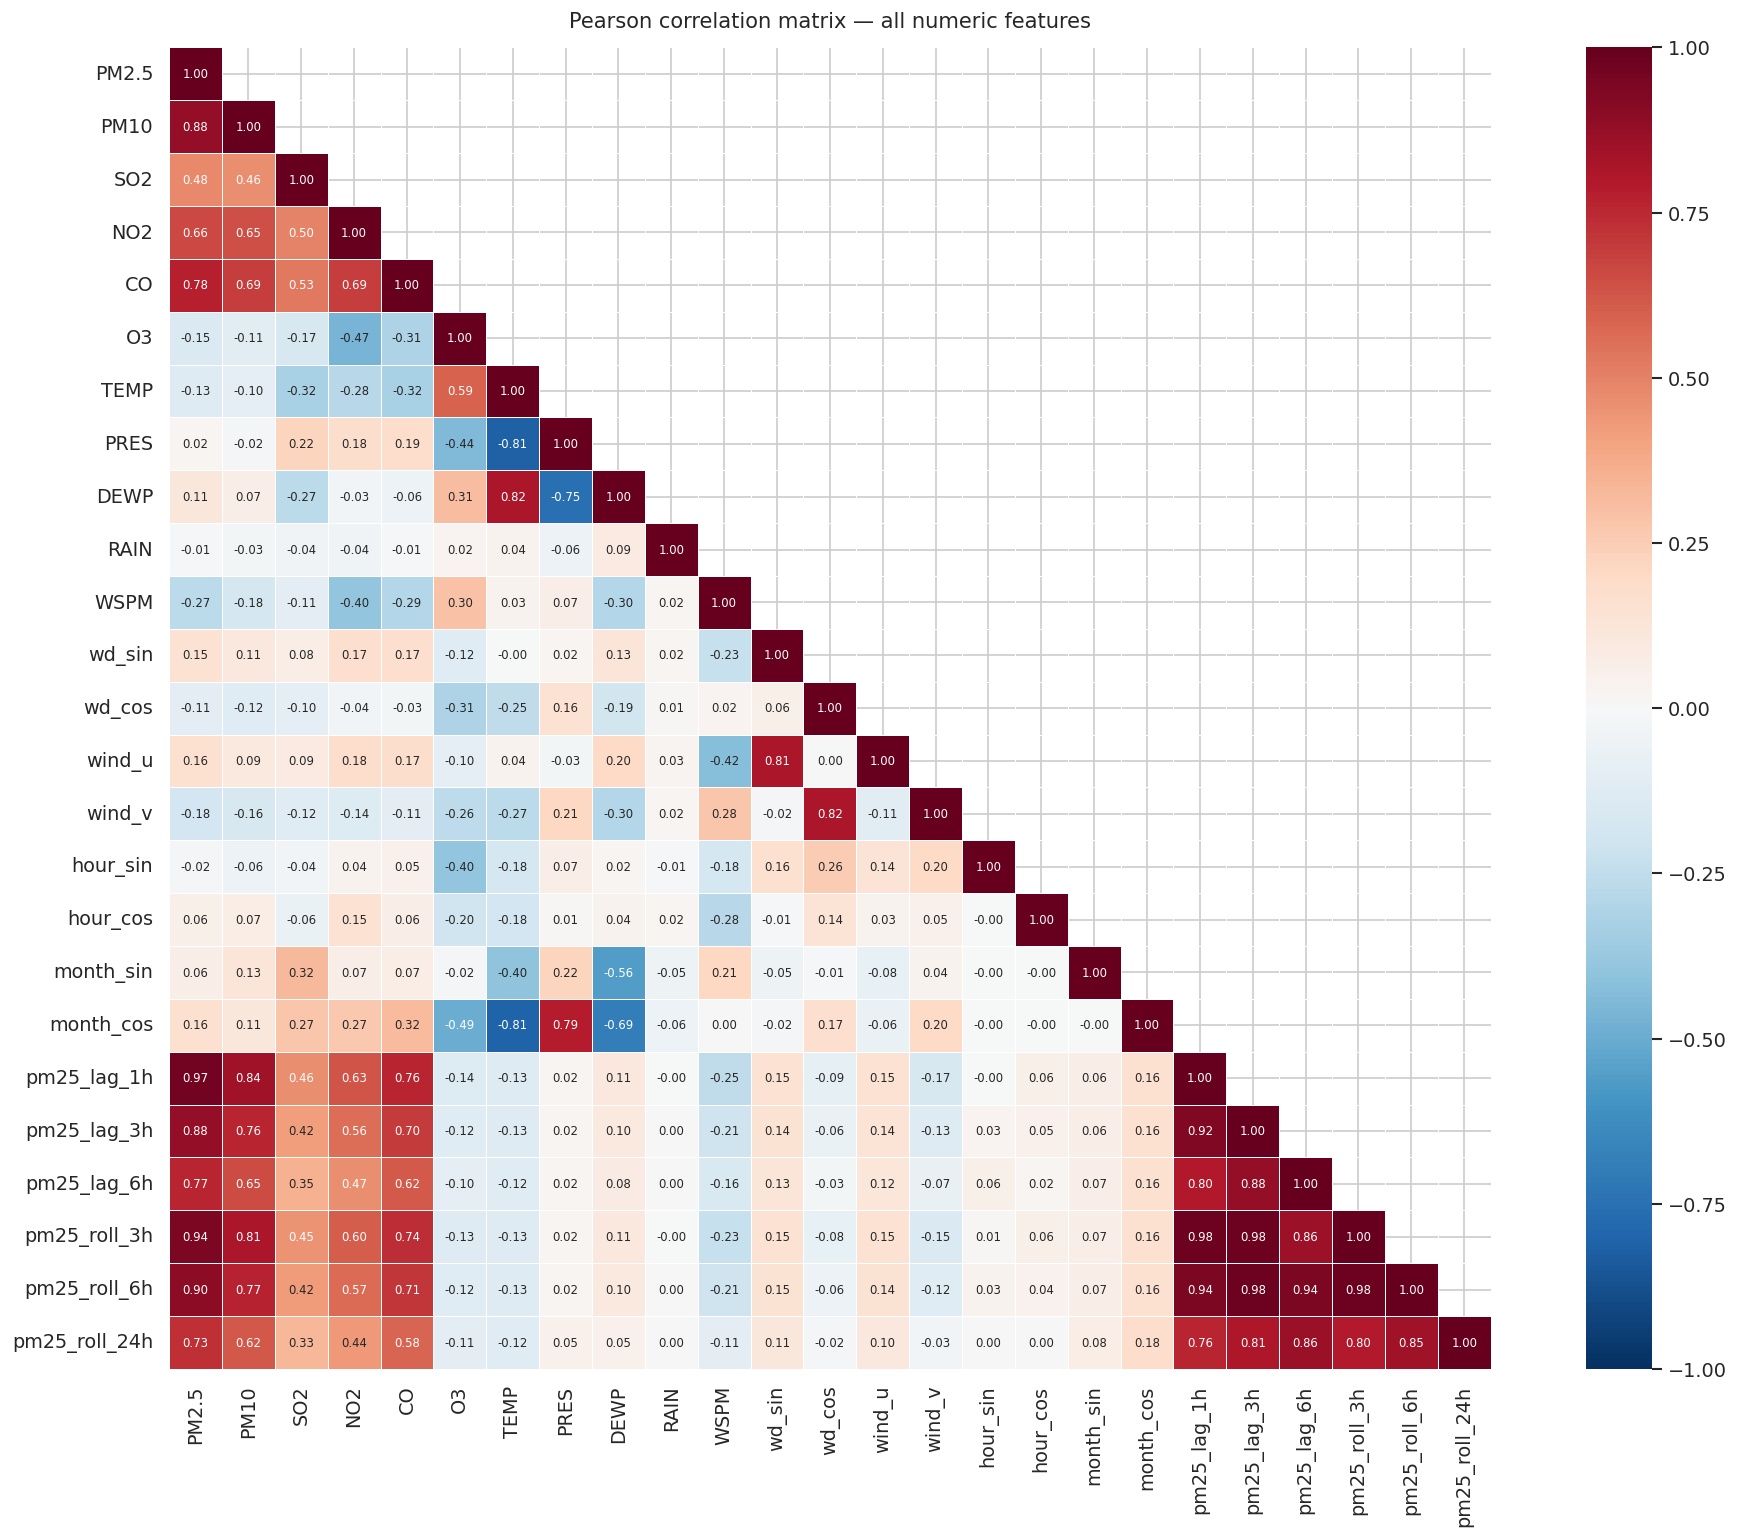 Pearson correlation matrix — all numeric features
PM2.5 1.00
PM10 0.88 1.00
SO2 0.48 0.46 1.00
NO2 0.66 0.65 0.50 1.00
CO 0.78 0.69 0.53 0.69 1.00
O3 -0.15 -0.11 -0.17 -0.47 -0.31 1.00
TEMP -0.13 -0.10 -0.32 -0.28 -0.32 0.59 1.00
PRES 0.02 -0.02 0.22 0.18 0.19 -0.44 -0.81 1.00
DEWP 0.11 0.07 -0.27 -0.03 -0.06 0.31 0.82 -0.75 1.00
RAIN -0.01 -0.03 -0.04 -0.04 -0.01 0.02 0.04 -0.06 0.09 1.00
WSPM -0.27 -0.18 -0.11 -0.40 -0.29 0.30 0.03 0.07 -0.30 0.02 1.00
wd_sin 0.15 0.11 0.08 0.17 0.17 -0.12 -0.00 0.02 0.13 0.02 -0.23 1.00
wd_cos -0.11 -0.12 -0.10 -0.04 -0.03 -0.31 -0.25 0.16 -0.19 0.01 0.02 0.06 1.00
wind_u 0.16 0.09 0.09 0.18 0.17 -0.10 0.04 -0.03 0.20 0.03 -0.42 0.81 0.00 1.00
wind_v -0.18 -0.16 -0.12 -0.14 -0.11 -0.26 -0.27 0.21 -0.30 0.02 0.28 -0.02 0.82 -0.11 1.00
hour_sin -0.02 -0.06 -0.04 0.04 0.05 -0.40 -0.18 0.07 0.02 -0.01 -0.18 0.16 0.26 0.14 0.20 1.00
hour_cos 0.06 0.07 -0.06 0.15 0.06 -0.20 -0.18 0.01 0.04 0.02 -0.28 -0.01 0.14 0.03 0.05 -0.00 1.00
month_sin 0.06 0.13 0.32 0.07 0.07 -0.02 -0.40 0.22 -0.56 -0.05 0.21 -0.05 -0.01 -0.08 0.04 -0.00 -0.00 1.00
month_cos 0.16 0.11 0.27 0.27 0.32 -0.49 -0.81 0.79 -0.69 -0.06 0.00 -0.02 0.17 -0.06 0.20 -0.00 -0.00 -0.00 1.00
pm25_lag_1h 0.97 0.84 0.46 0.63 0.76 -0.14 -0.13 0.02 0.11 -0.00 -0.25 0.15 -0.09 0.15 -0.17 -0.00 0.06 0.06 0.16 1.00
pm25_lag_3h 0.88 0.76 0.42 0.56 0.70 -0.12 -0.13 0.02 0.10 0.00 -0.21 0.14 -0.06 0.14 -0.13 0.03 0.05 0.06 0.16 0.92 1.00
pm25_lag_6h 0.77 0.65 0.35 0.47 0.62 -0.10 -0.12 0.02 0.08 0.00 -0.16 0.13 -0.03 0.12 -0.07 0.06 0.02 0.07 0.16 0.80 0.88 1.00
pm25_roll_3h 0.94 0.81 0.45 0.60 0.74 -0.13 -0.13 0.02 0.11 -0.00 -0.23 0.15 -0.08 0.15 -0.15 0.01 0.06 0.07 0.16 0.98 0.98 0.86 1.00
pm25_roll_6h 0.90 0.77 0.42 0.57 0.71 -0.12 -0.13 0.02 0.10 0.00 -0.21 0.15 -0.06 0.14 -0.12 0.03 0.04 0.07 0.16 0.94 0.98 0.94 0.98 1.00
pm25_roll_24h 0.73 0.62 0.33 0.44 0.58 -0.11 -0.12 0.05 0.05 0.00 -0.11 0.11 -0.02 0.10 -0.03 0.00 0.00 0.08 0.18 0.76 0.81 0.86 0.80 0.85 1.00
PM2.5
PM10
SO2
NO2
CO
O3
TEMP
PRES
DEWP
RAIN
WSPM
wd_sin
wd_cos
wind_u
wind_v
hour_sin
hour_cos
month_sin
month_cos
pm25_lag_1h
pm25_lag_3h
pm25_lag_6h
pm25_roll_3h
pm25_roll_6h
pm25_roll_24h
1.00
0.75
0.50
0.25
0.00
−0.25
−0.50
−0.75
−1.00